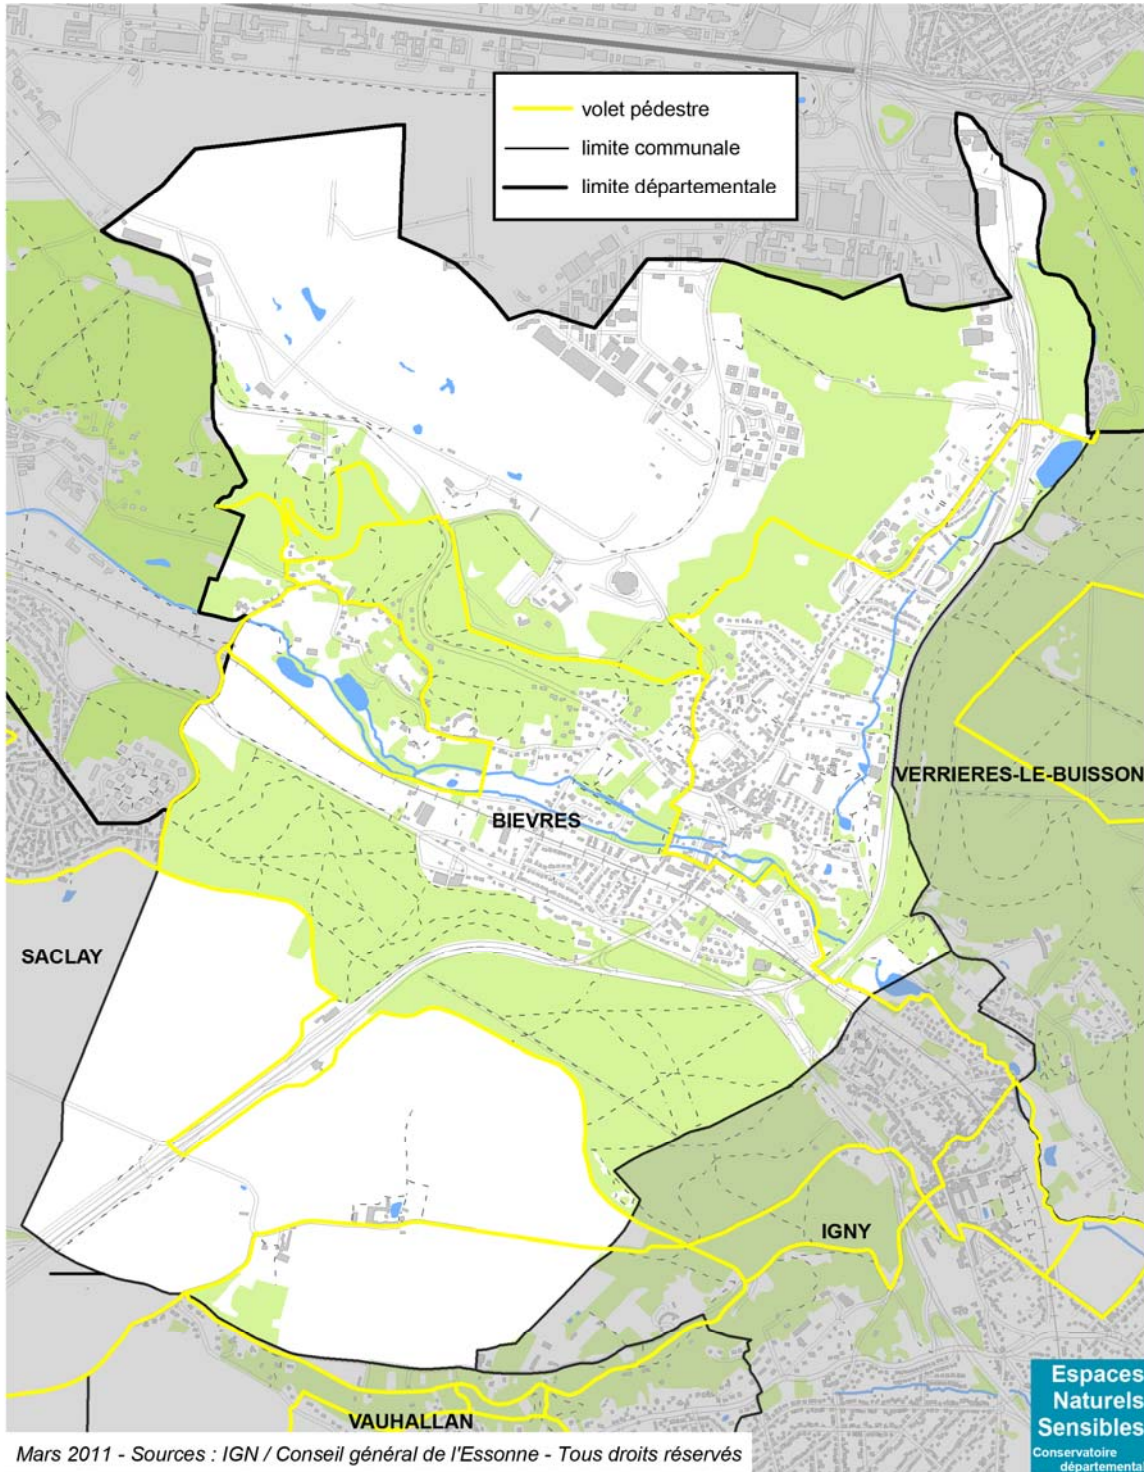 volet pédestre
limite communale
limite départementale
VERRIERES-LE-BUISSON
BIEVRES
SACLAY
IGNY
VAUHALLAN
Espaces
Naturels
Sensibles
Conservatoire
départemental
Mars 2011 - Sources : IGN / Conseil général de l'Essonne - Tous droits réservés